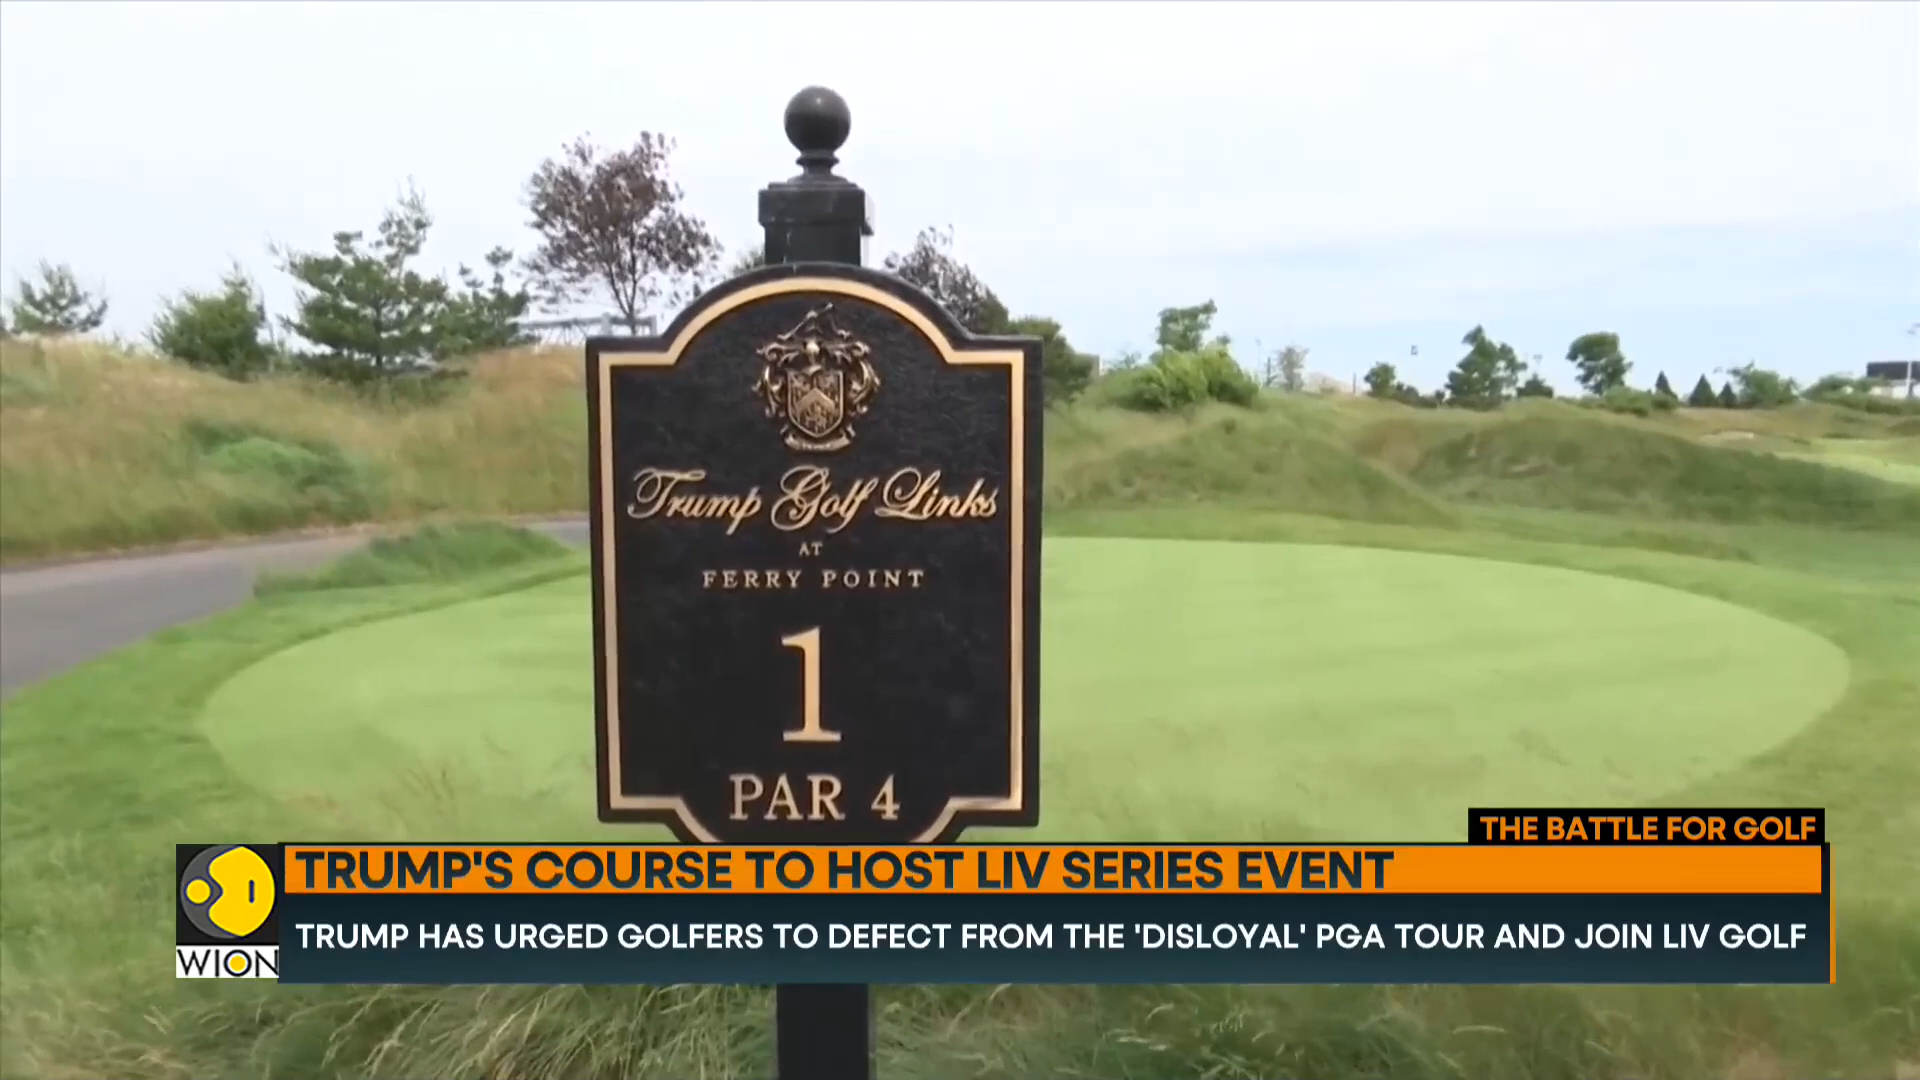 Trump Golf Links
AT
FERRY POINT
1
PAR 4
THE BATTLE FOR GOLF
TRUMP'S COURSE TO HOST LIV SERIES EVENT
TRUMP HAS URGED GOLFERS TO DEFECT FROM THE 'DISLOYAL' PGA TOUR AND JOIN LIV GOLF
WION